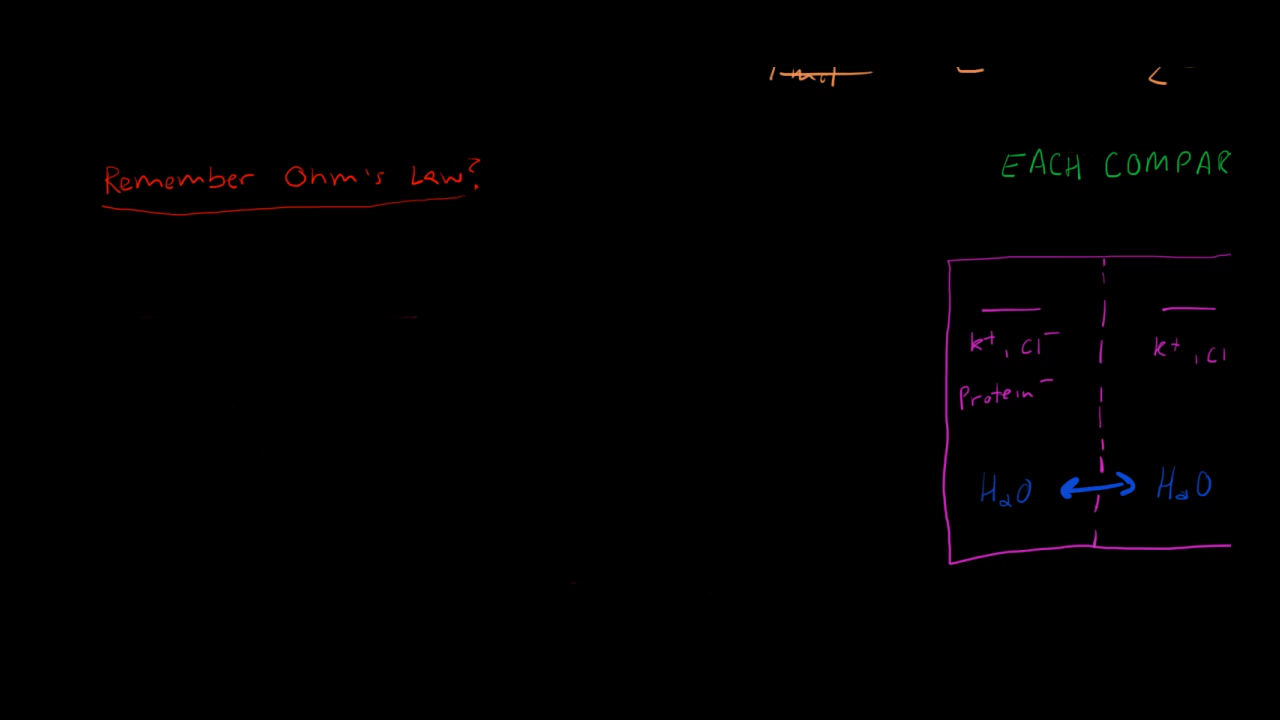 Remember Ohm's Law?
EACH COMPAR
K⁺, Cl⁻
Protein⁻
H₂O
K⁺, Cl
H₂O